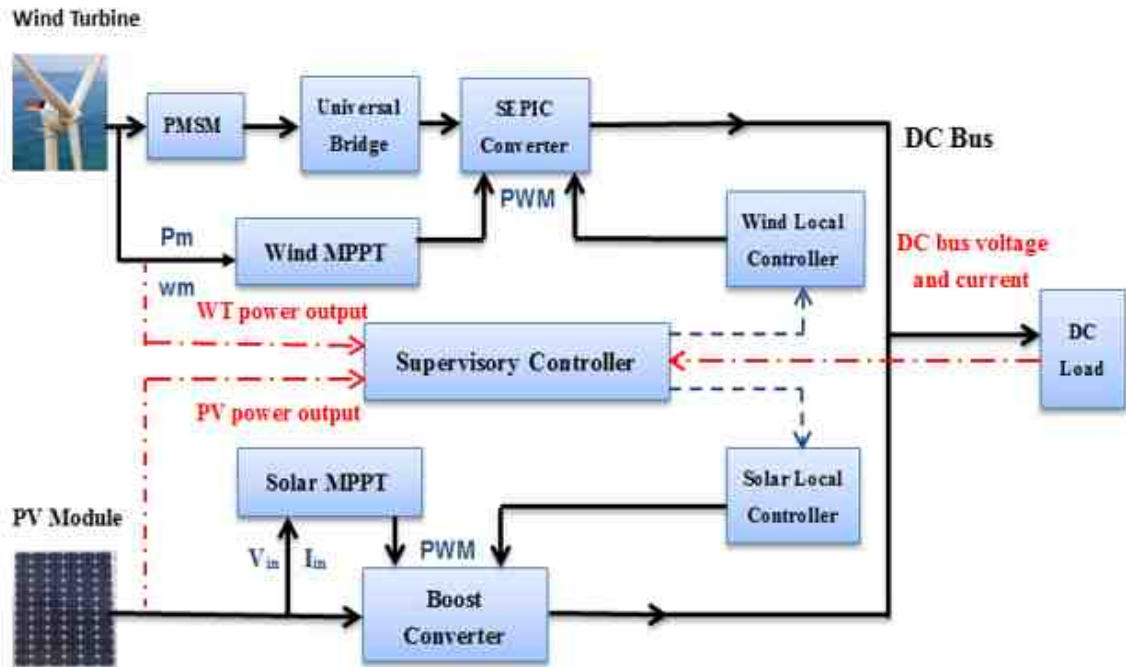 Wind Turbine
PMSM
Universal
Bridge
SEPIC
Converter
DC Bus
PWM
Pm
wm
Wind MPPT
Wind Local
Controller
DC bus voltage
and current
WT power output
Supervisory Controller
DC
Load
PV power output
Solar MPPT
Solar Local
Controller
PV Module
Vin
Iin
PWM
Boost
Converter